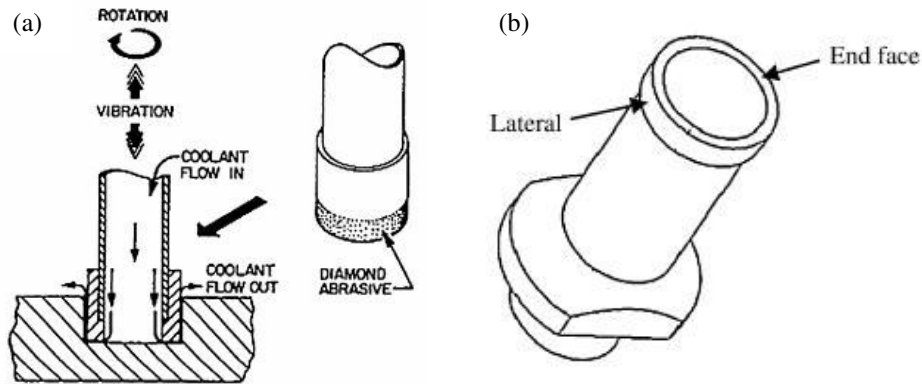 (a)
ROTATION
VIBRATION
COOLANT
FLOW IN
COOLANT
FLOW OUT
DIAMOND
ABRASIVE
(b)
End face
Lateral